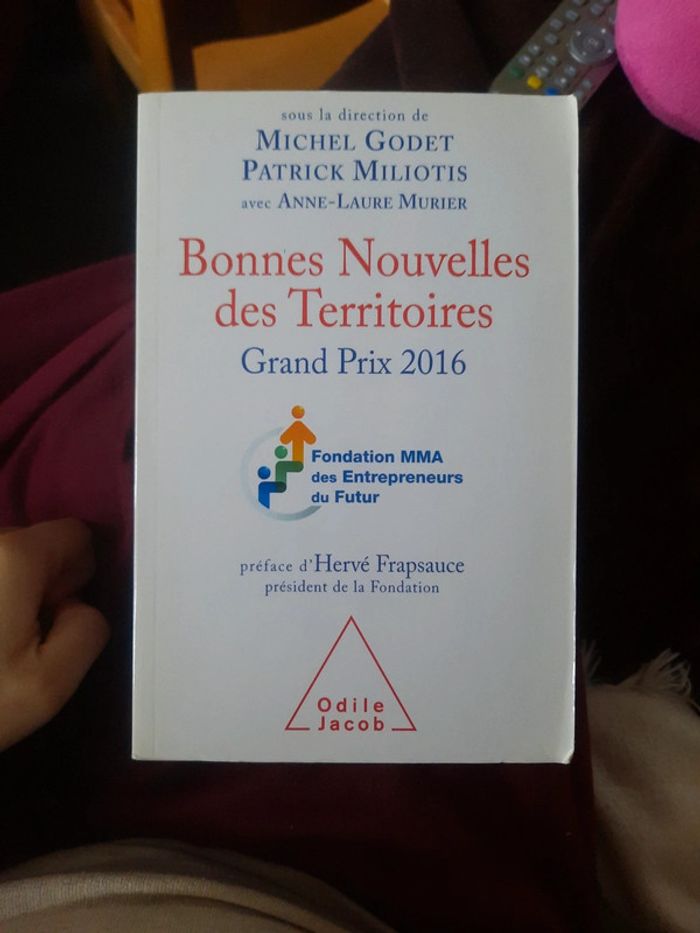 sous la direction de
MICHEL GODET
PATRICK MILIOTIS
avec ANNE-LAURE MURIER
Bonnes Nouvelles
des Territoires
Grand Prix 2016
Fondation MMA
des Entrepreneurs
du Futur
préface d'Hervé Frapsauce
président de la Fondation
Odile
Jacob